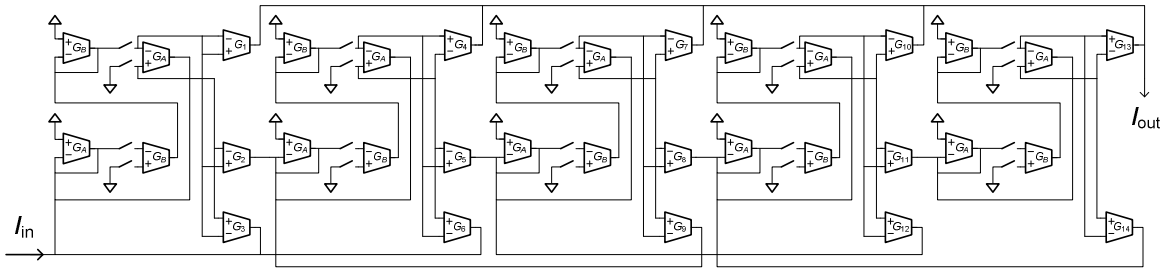 G_B G_A G_1 G_B G_A G_4 G_B G_A G_7 G_B G_A G_10 G_B G_A G_13
I_out
G_A G_B G_2 G_A G_B G_5 G_A G_B G_8 G_A G_B G_11 G_A G_B
I_in
G_3 G_6 G_9 G_12 G_14